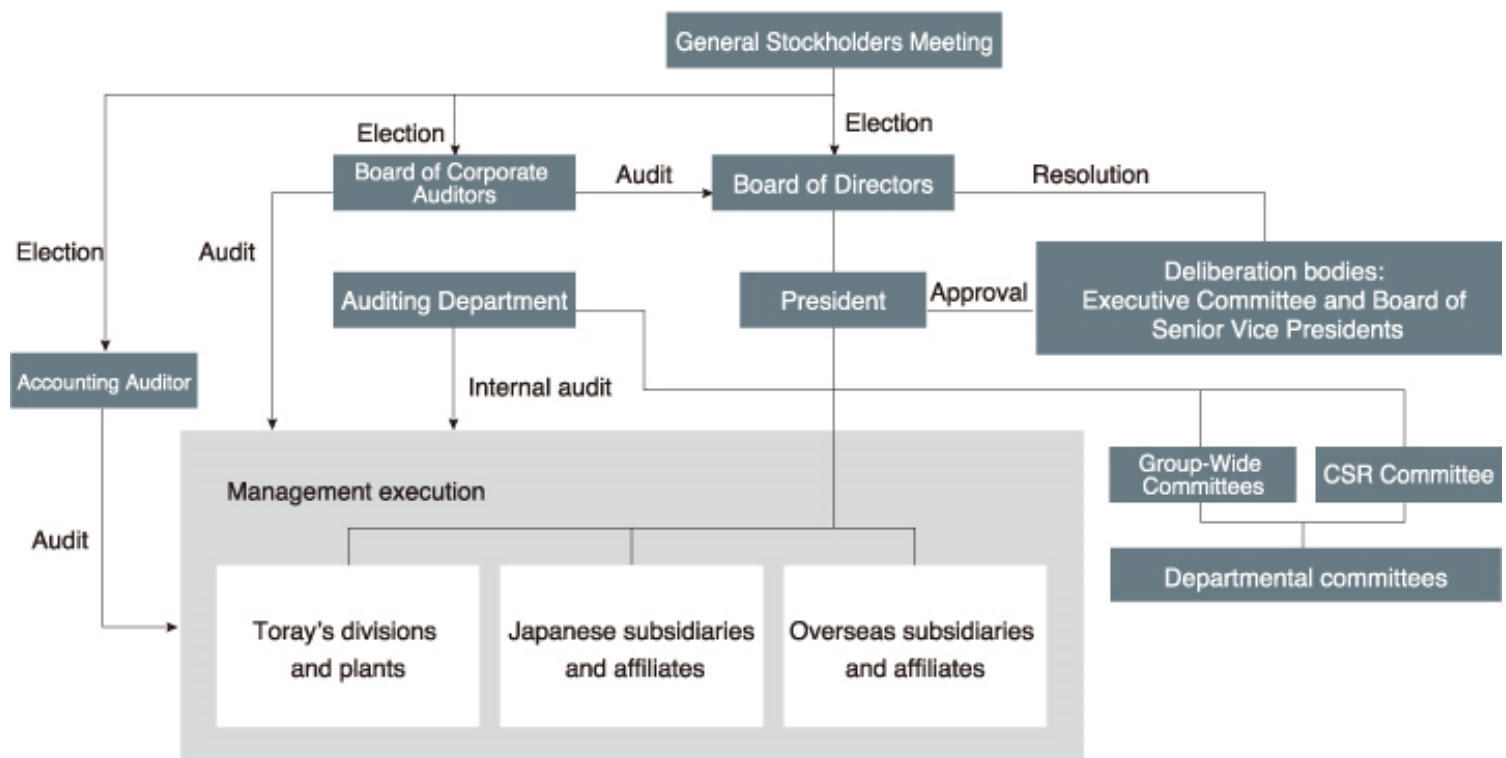 General Stockholders Meeting
Election
Election
Board of Corporate
Auditors
Audit
Board of Directors
Resolution
Election
Audit
Auditing Department
President
Approval
Deliberation bodies:
Executive Committee and Board of
Senior Vice Presidents
Accounting Auditor
Internal audit
Group-Wide
Committees
CSR Committee
Management execution
Audit
Departmental committees
Toray's divisions
and plants
Japanese subsidiaries
and affiliates
Overseas subsidiaries
and affiliates